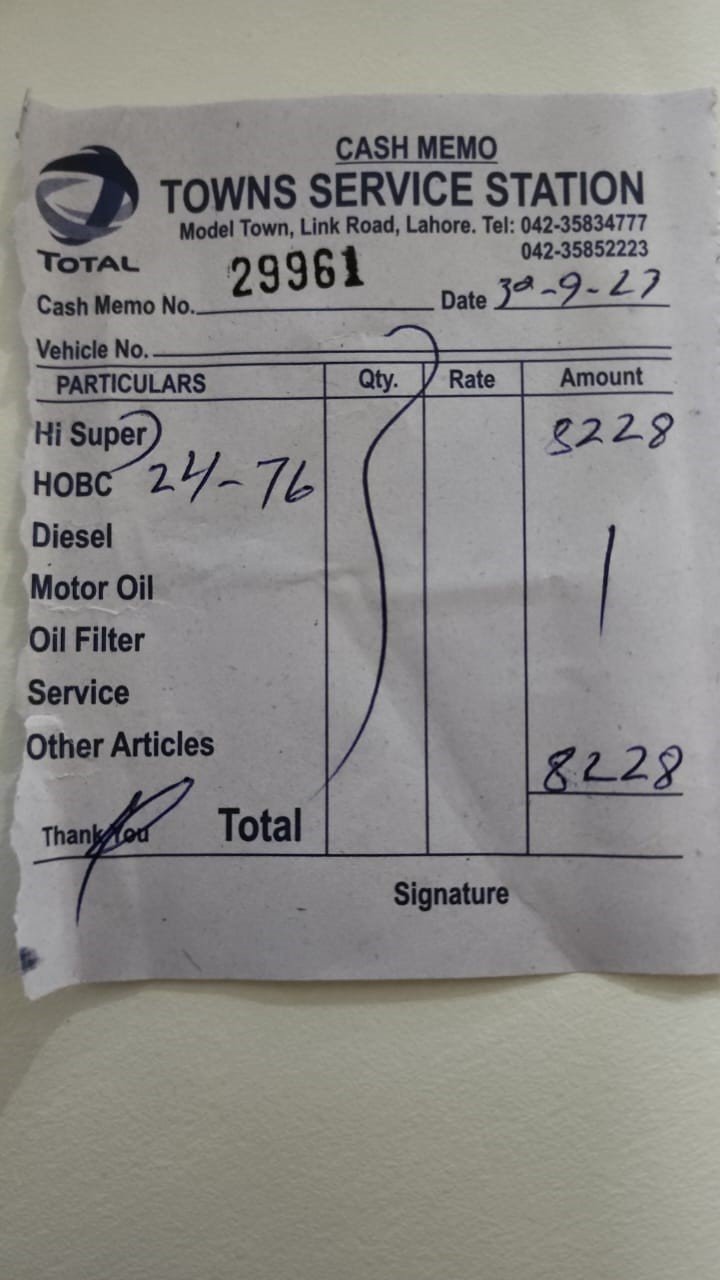 CASH MEMO
TOWNS SERVICE STATION
Model Town, Link Road, Lahore. Tel: 042-35834777
042-35852223
TOTAL
Cash Memo No. 29961 Date 30-9-23
Vehicle No.
PARTICULARS Qty. Rate Amount
Hi Super 8228
HOBC 24-76
Diesel
Motor Oil
Oil Filter
Service
Other Articles
8228
Thank You Total
Signature